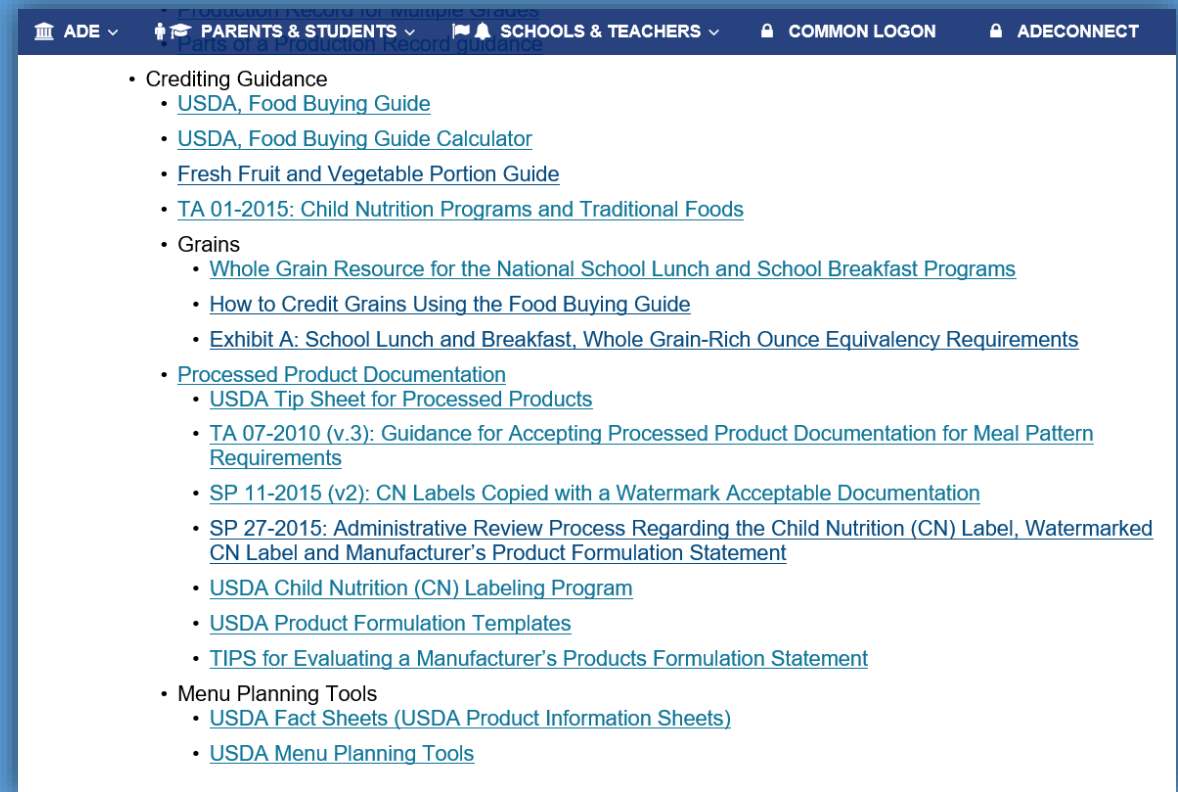 Production Record for Multiple Grades
ADE PARENTS & STUDENTS SCHOOLS & TEACHERS COMMON LOGON ADECONNECT
Parts of a Production Record guidance
• Crediting Guidance
• USDA, Food Buying Guide
• USDA, Food Buying Guide Calculator
• Fresh Fruit and Vegetable Portion Guide
• TA 01-2015: Child Nutrition Programs and Traditional Foods
• Grains
• Whole Grain Resource for the National School Lunch and School Breakfast Programs
• How to Credit Grains Using the Food Buying Guide
• Exhibit A: School Lunch and Breakfast, Whole Grain-Rich Ounce Equivalency Requirements
• Processed Product Documentation
• USDA Tip Sheet for Processed Products
• TA 07-2010 (v.3): Guidance for Accepting Processed Product Documentation for Meal Pattern
Requirements
• SP 11-2015 (v2): CN Labels Copied with a Watermark Acceptable Documentation
• SP 27-2015: Administrative Review Process Regarding the Child Nutrition (CN) Label, Watermarked
CN Label and Manufacturer's Product Formulation Statement
• USDA Child Nutrition (CN) Labeling Program
• USDA Product Formulation Templates
• TIPS for Evaluating a Manufacturer's Products Formulation Statement
• Menu Planning Tools
• USDA Fact Sheets (USDA Product Information Sheets)
• USDA Menu Planning Tools